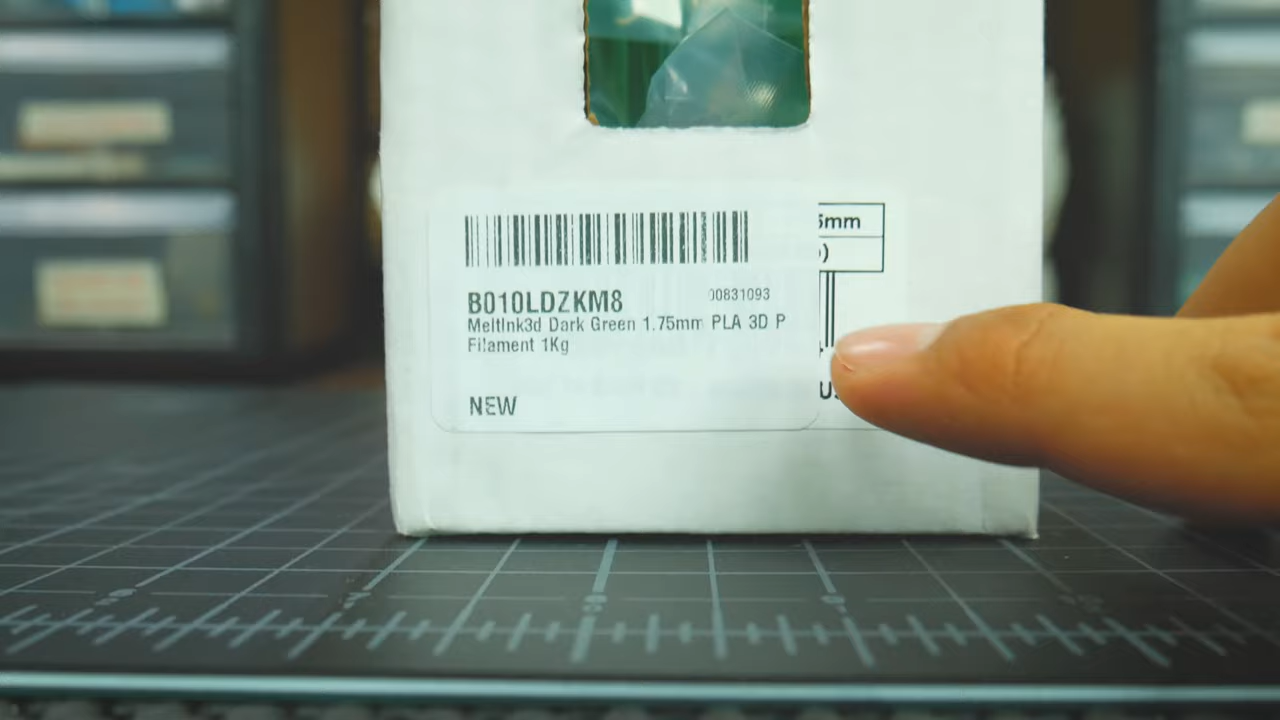 5mm
)
B010LDZKM8
00831093
MeltInk3d Dark Green 1.75mm PLA 3D P
Filament 1Kg
NEW